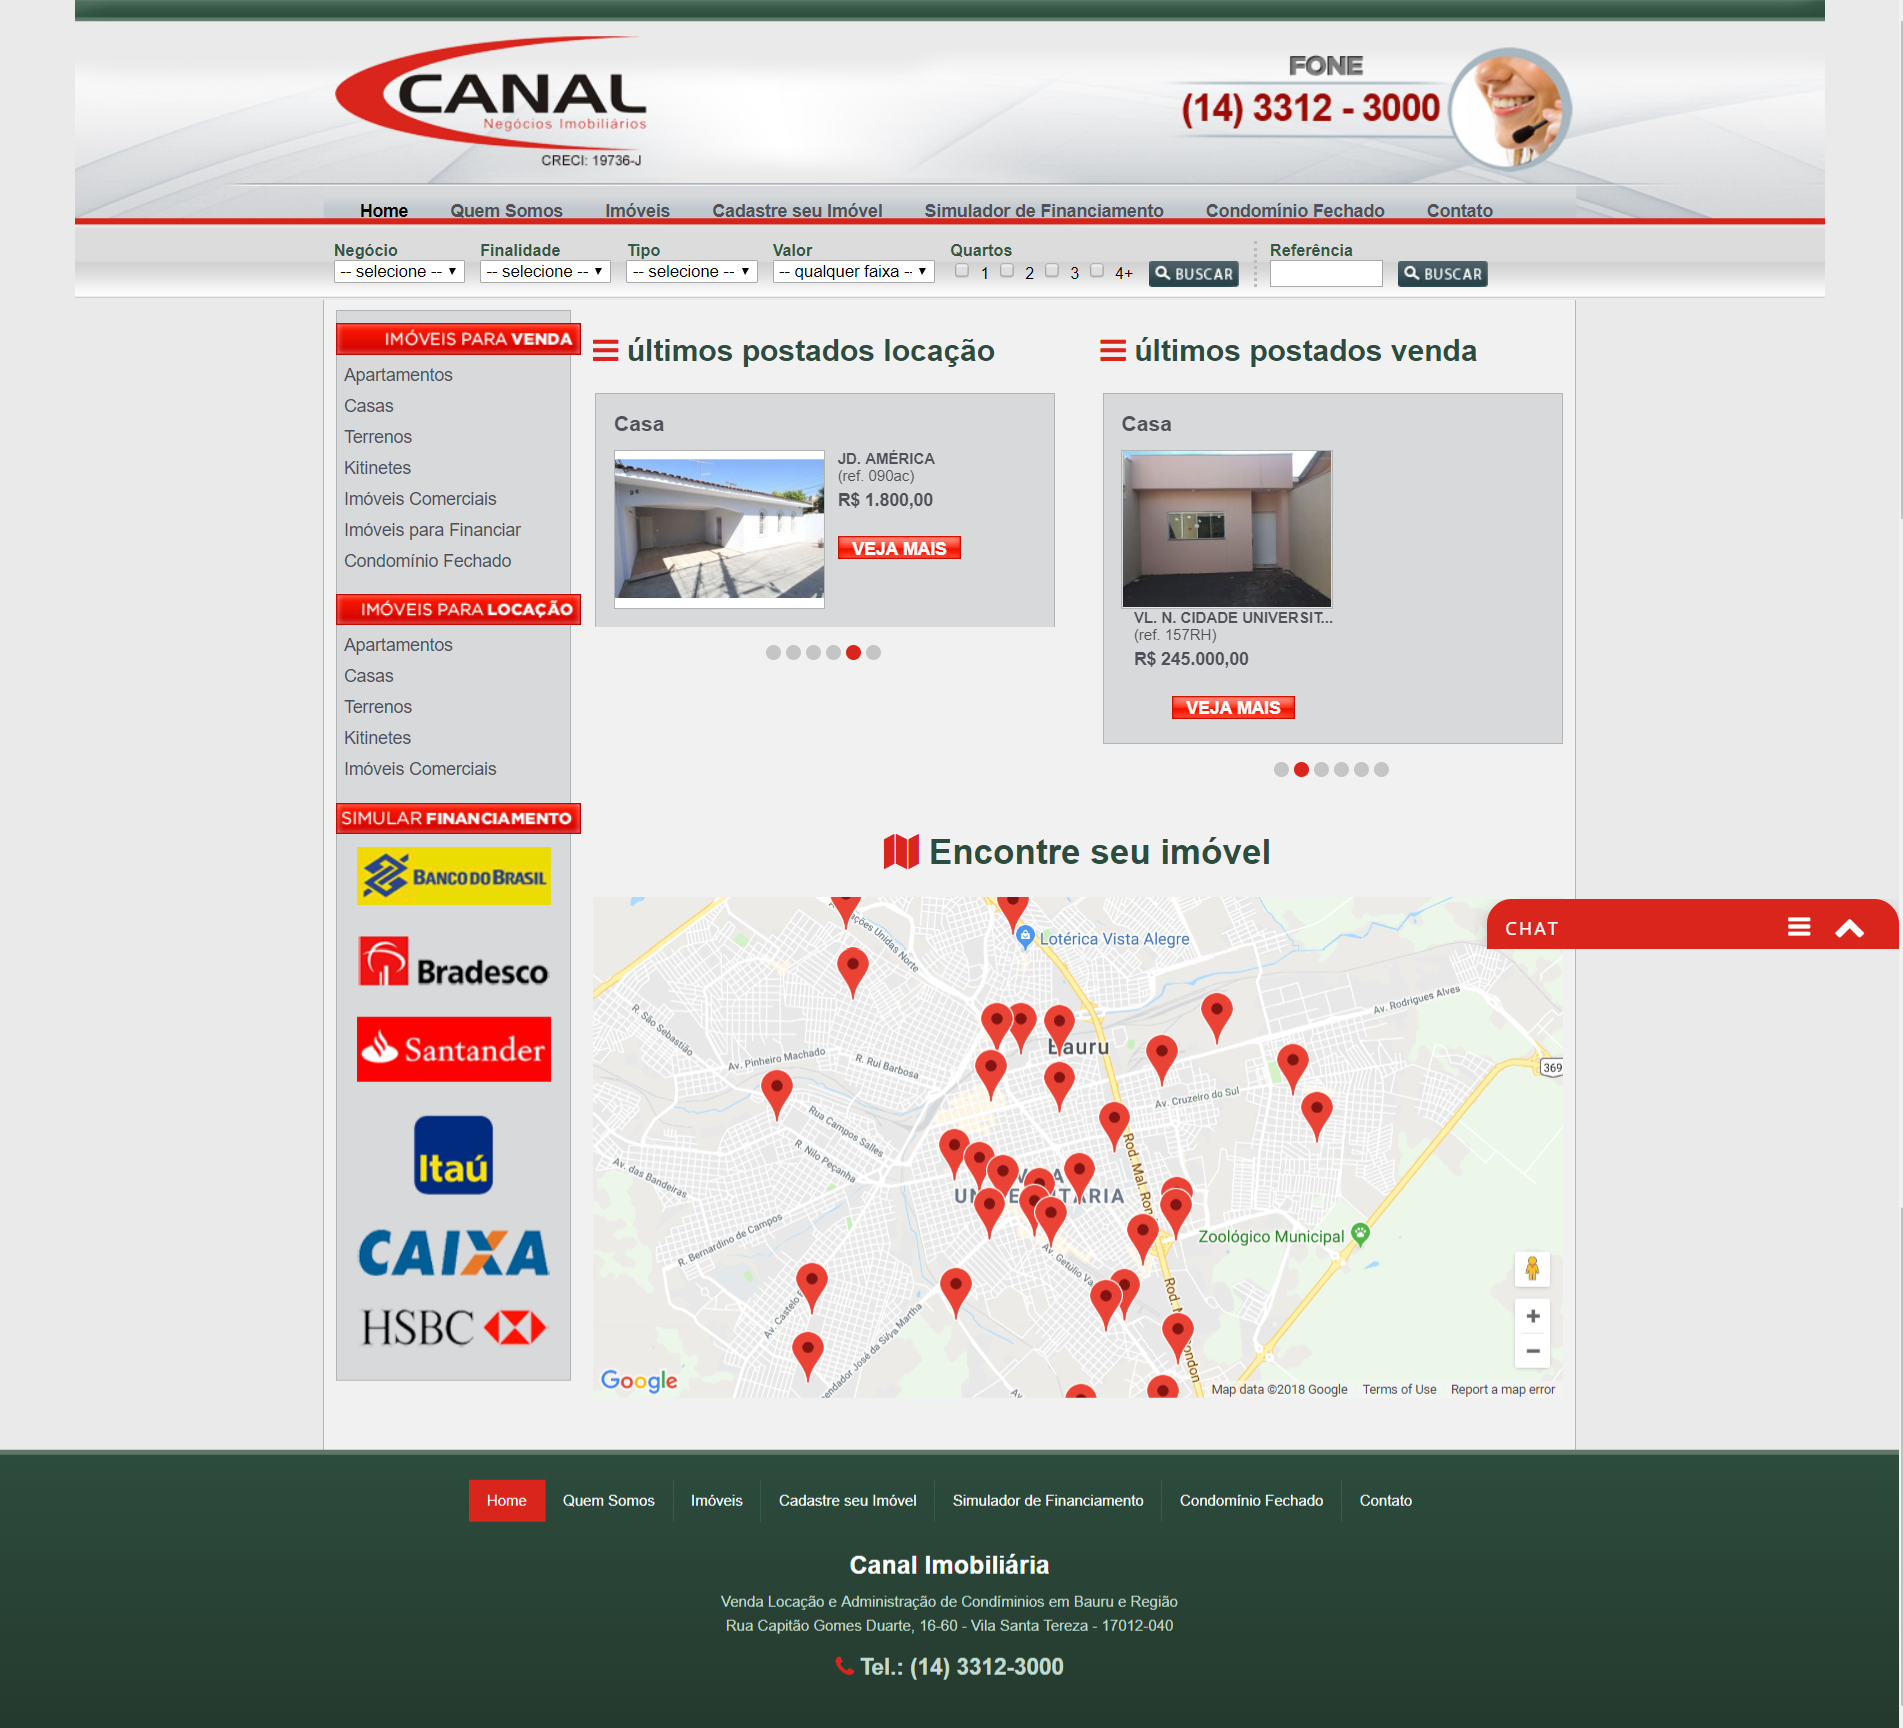 CANAL
Negócios Imobiliários
CRECI: 19736-J
FONE
(14) 3312 - 3000
Home Quem Somos Imóveis Cadastre seu Imóvel Simulador de Financiamento Condomínio Fechado Contato
Negócio Finalidade Tipo Valor Quartos Referência
-- selecione -- -- selecione -- -- selecione -- -- qualquer faixa -- 1 2 3 4+ BUSCAR BUSCAR
IMÓVEIS PARA VENDA
Apartamentos
Casas
Terrenos
Kitinetes
Imóveis Comerciais
Imóveis para Financiar
Condomínio Fechado
IMÓVEIS PARA LOCAÇÃO
Apartamentos
Casas
Terrenos
Kitinetes
Imóveis Comerciais
SIMULAR FINANCIAMENTO
BANCO DO BRASIL
Bradesco
Santander
Itaú
CAIXA
HSBC
últimos postados locação
Casa
JD. AMÉRICA
(ref. 090ac)
R$ 1.800,00
VEJA MAIS
últimos postados venda
Casa
VL. N. CIDADE UNIVERSIT...
(ref. 157RH)
R$ 245.000,00
VEJA MAIS
Encontre seu imóvel
Lotérica Vista Alegre
R. São Sebastião
Av. Pinheiro Machado
R. Rui Barbosa
Bauru
Av. Rodrigues Alves
369
Av. Cruzeiro do Sul
Rua Campos Salles
R. Nilo Peçanha
Av. das Bandeiras
R. Bernardino de Campos
Zoológico Municipal
Google
Map data ©2018 Google Terms of Use Report a map error
CHAT
Home Quem Somos Imóveis Cadastre seu Imóvel Simulador de Financiamento Condomínio Fechado Contato
Canal Imobiliária
Venda Locação e Administração de Condíminios em Bauru e Região
Rua Capitão Gomes Duarte, 16-60 - Vila Santa Tereza - 17012-040
Tel.: (14) 3312-3000